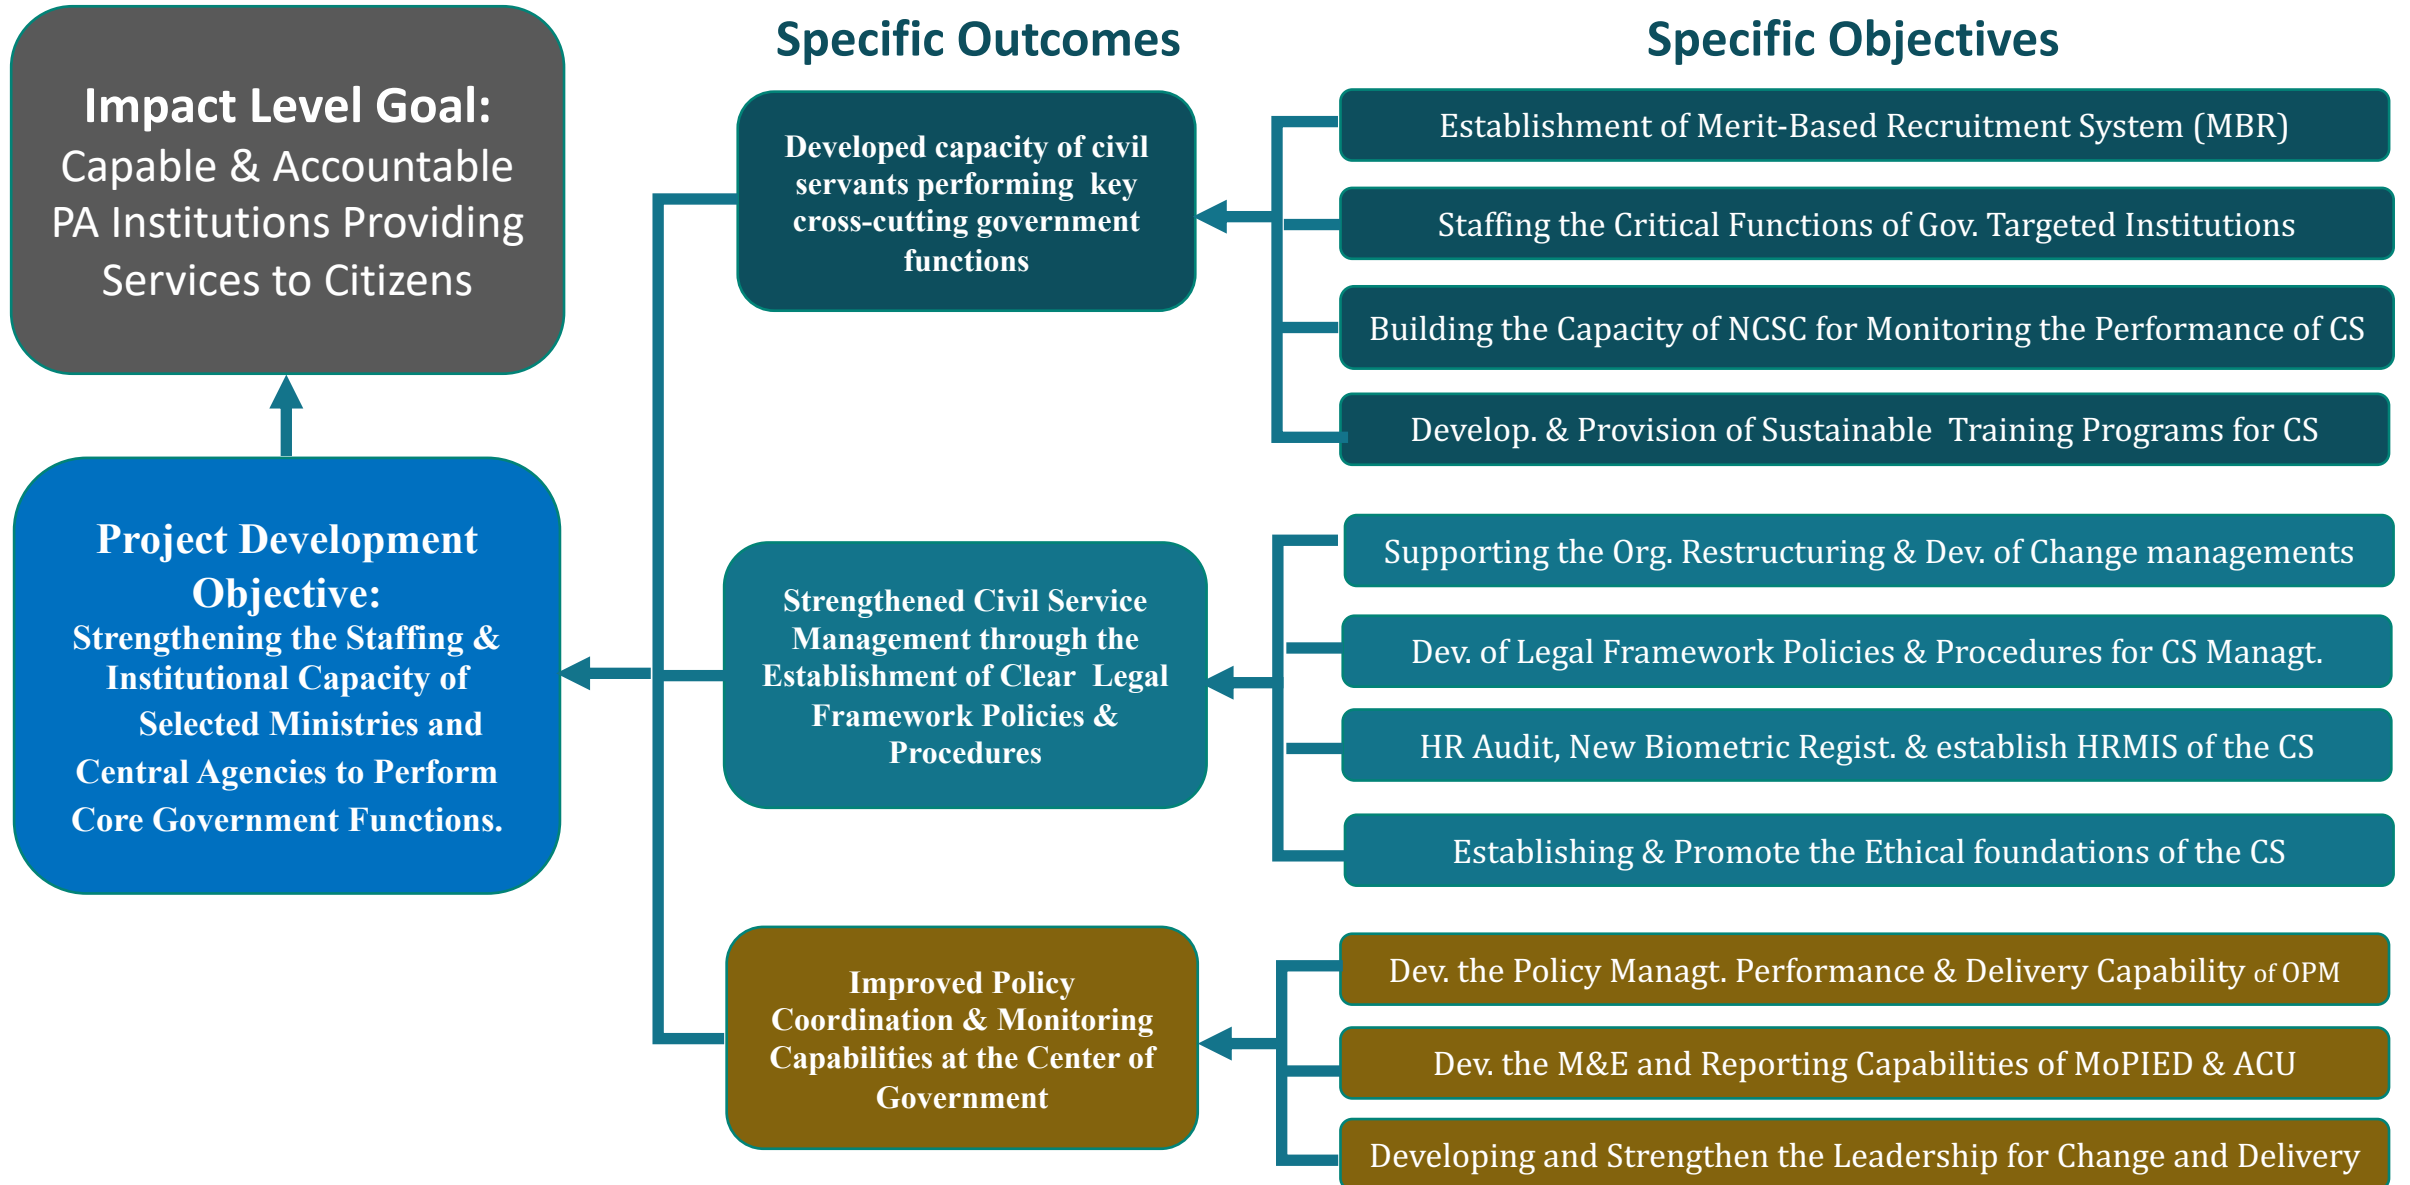 Impact Level Goal:
Capable & Accountable
PA Institutions Providing
Services to Citizens
Project Development
Objective:
Strengthening the Staffing &
Institutional Capacity of
Selected Ministries and
Central Agencies to Perform
Core Government Functions.
Specific Outcomes
Developed capacity of civil
servants performing key
cross-cutting government
functions
Strengthened Civil Service
Management through the
Establishment of Clear Legal
Framework Policies &
Procedures
Improved Policy
Coordination & Monitoring
Capabilities at the Center of
Government
Specific Objectives
Establishment of Merit-Based Recruitment System (MBR)
Staffing the Critical Functions of Gov. Targeted Institutions
Building the Capacity of NCSC for Monitoring the Performance of CS
Develop. & Provision of Sustainable Training Programs for CS
Supporting the Org. Restructuring & Dev. of Change managements
Dev. of Legal Framework Policies & Procedures for CS Managt.
HR Audit, New Biometric Regist. & establish HRMIS of the CS
Establishing & Promote the Ethical foundations of the CS
Dev. the Policy Managt. Performance & Delivery Capability of OPM
Dev. the M&E and Reporting Capabilities of MoPIED & ACU
Developing and Strengthen the Leadership for Change and Delivery